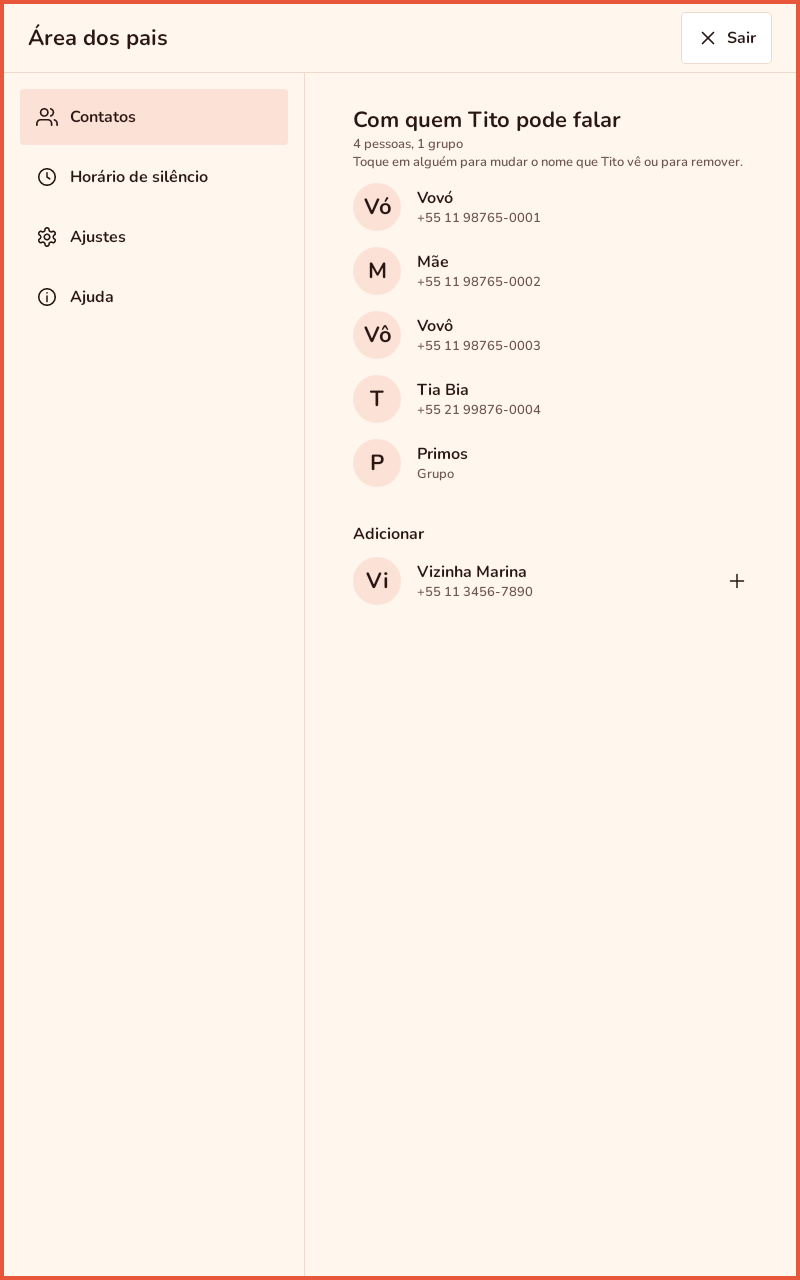 Área dos pais
Sair
Contatos
Horário de silêncio
Ajustes
Ajuda
Com quem Tito pode falar
4 pessoas, 1 grupo
Toque em alguém para mudar o nome que Tito vê ou para remover.
Vó
Vovó
+55 11 98765-0001
M
Mãe
+55 11 98765-0002
Vô
Vovô
+55 11 98765-0003
T
Tia Bia
+55 21 99876-0004
P
Primos
Grupo
Adicionar
Vi
Vizinha Marina
+55 11 3456-7890